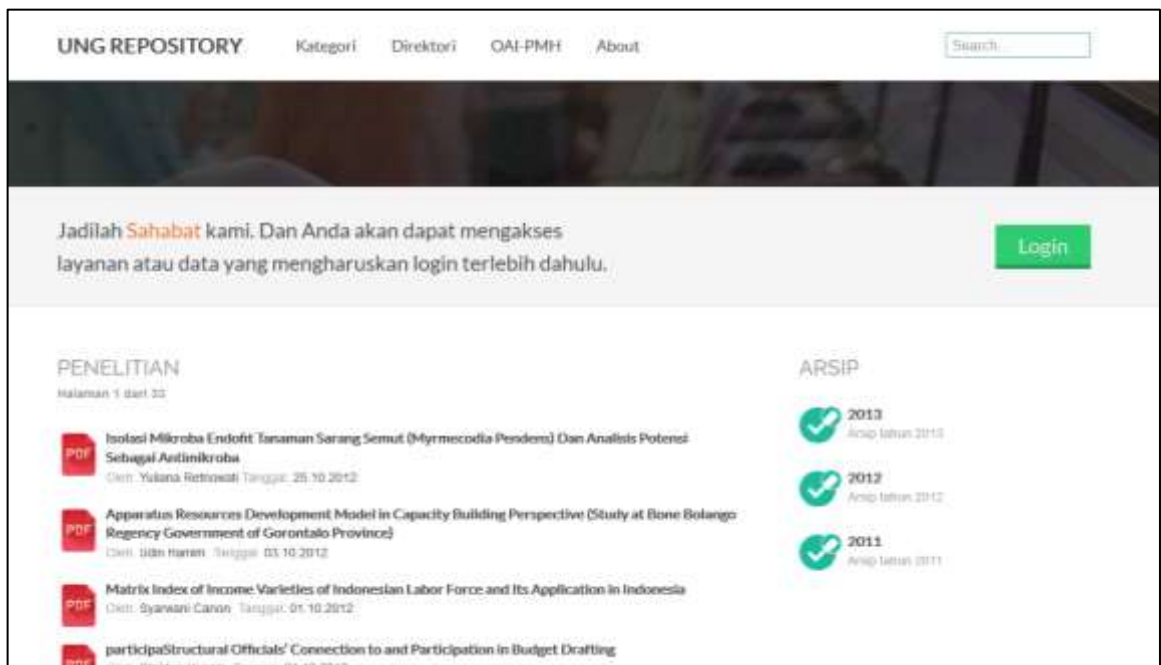 UNG REPOSITORY Kategori Direktori OAI-PMH About Search...
Jadilah Sahabat kami. Dan Anda akan dapat mengakses
layanan atau data yang mengharuskan login terlebih dahulu.
Login
PENELITIAN
Halaman 1 dari 33
PDF
Isolasi Mikroba Endofit Tanaman Sarang Semut (Myrmecodia Pendens) Dan Analisis Potensi
Sebagai Antimikroba
Oleh: Yuliana Retnowati Tanggal: 25.10.2012
PDF
Apparatus Resources Development Model in Capacity Building Perspective (Study at Bone Bolango
Regency Government of Gorontalo Province)
Oleh: Udin Hamim Tanggal: 03.10.2012
PDF
Matrix Index of Income Varieties of Indonesian Labor Force and Its Application in Indonesia
Oleh: Syarwani Canon Tanggal: 01.10.2012
PDF
participaStructural Officials' Connection to and Participation in Budget Drafting
ARSIP
2013
Arsip tahun 2013
2012
Arsip tahun 2012
2011
Arsip tahun 2011